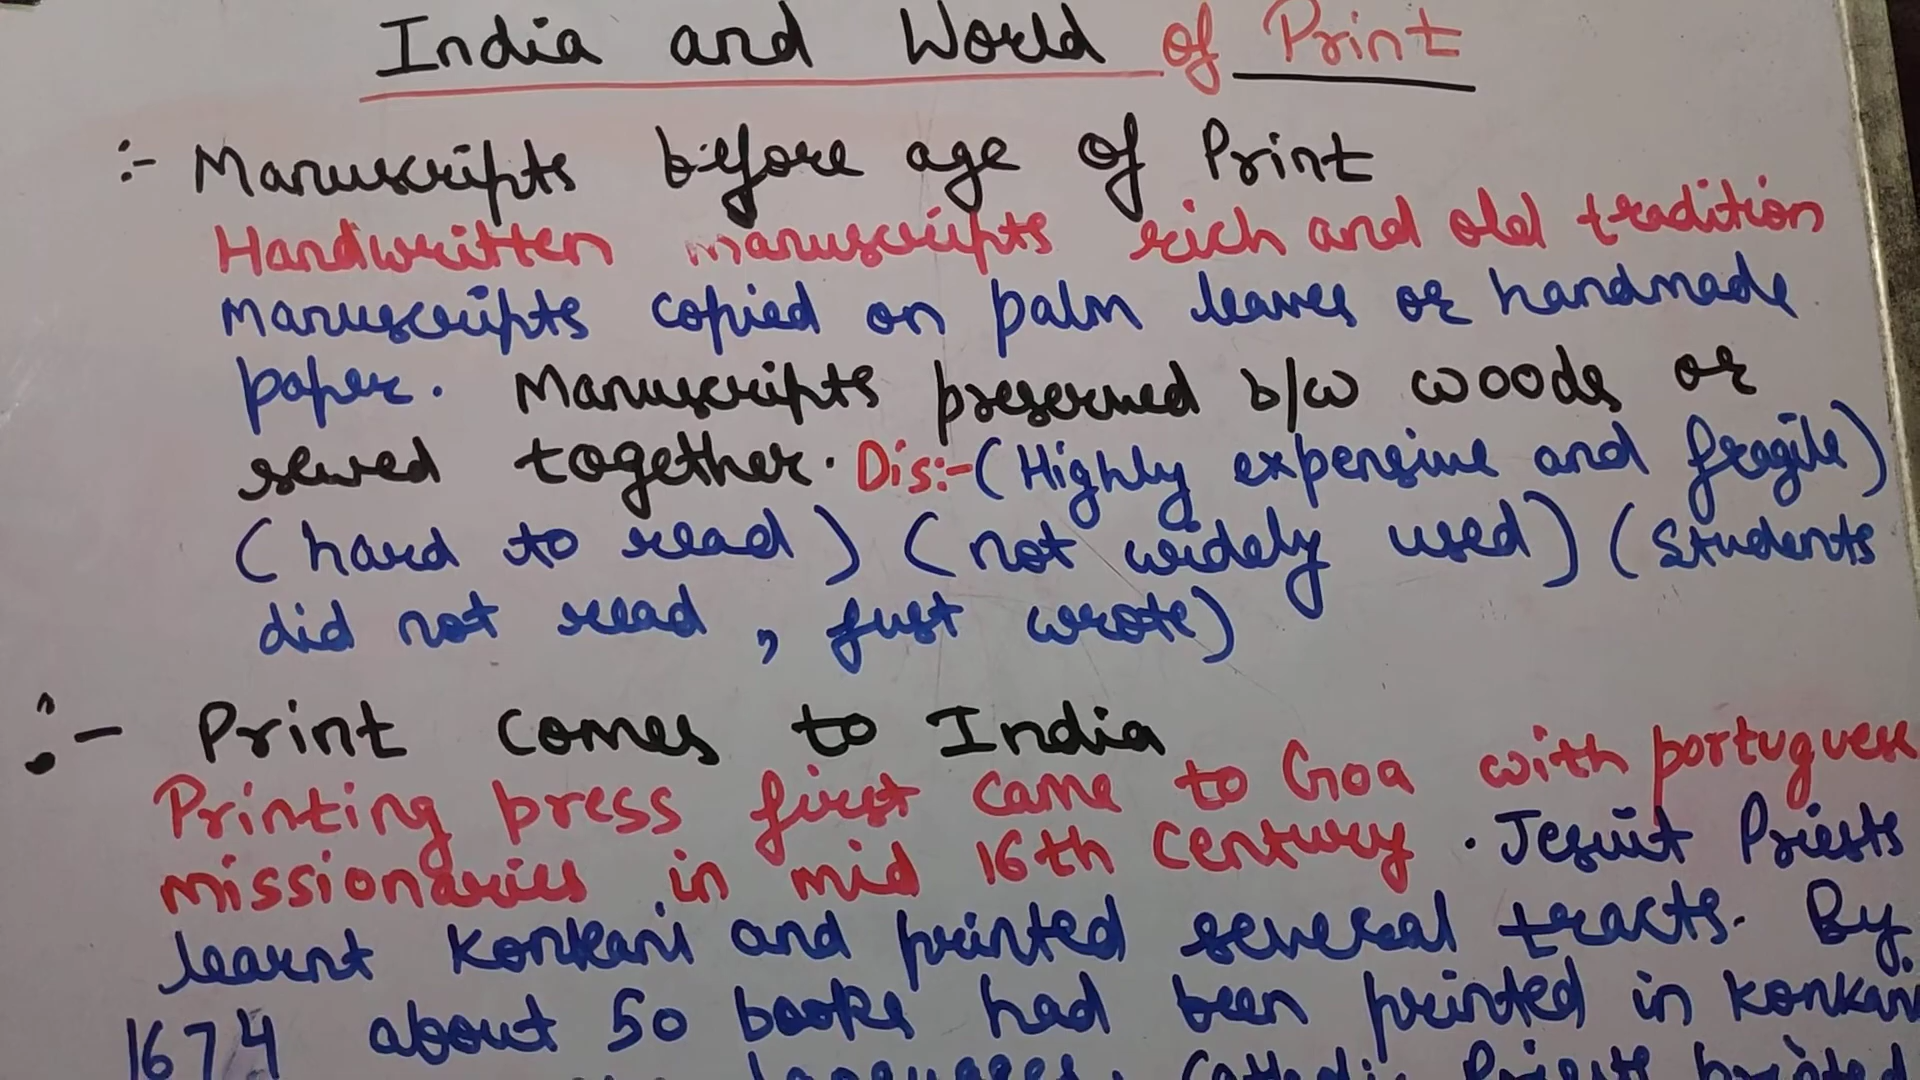 India and World of Print
:- Manuscripts before age of Print
Handwritten manuscripts rich and old tradition
Manuscripts copied on palm leaves or handmade
paper. Manuscripts preserved b/w woods or
sewed together. Dis:- (Highly expensive and fragile)
(hard to read) (not widely used) (Students
did not read, just wrote)
:- Print comes to India
Printing press first came to Goa with portuguese
missionaries in mid 16th century. Jesuit Priests
learnt Konkani and printed several tracts. By
1674 about 50 books had been printed in Konkani
languages. Catholic Priests printed